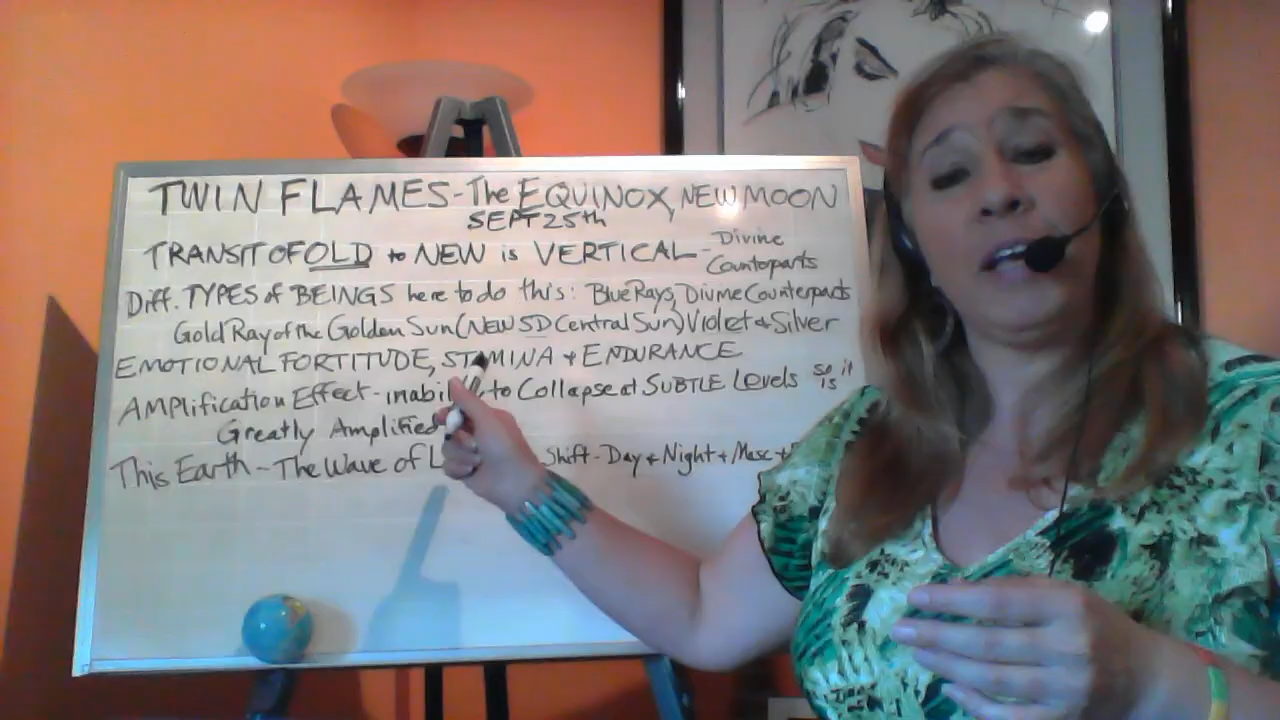 TWIN FLAMES - The EQUINOX, NEW MOON
SEPT 25th
TRANSIT OF OLD to NEW is VERTICAL - Divine Counterparts
Diff. TYPES of BEINGS here to do this: Blue Rays, Divine Counterparts
Gold Ray of the Golden Sun (NEW 5D Central Sun) Violet & Silver
EMOTIONAL FORTITUDE, STAMINA + ENDURANCE
AMPlification Effect - inabil to Collapse at SUBTLE Levels so it is
Greatly Amplified
This Earth - The Wave of L Shift - Day & Night + Masc +